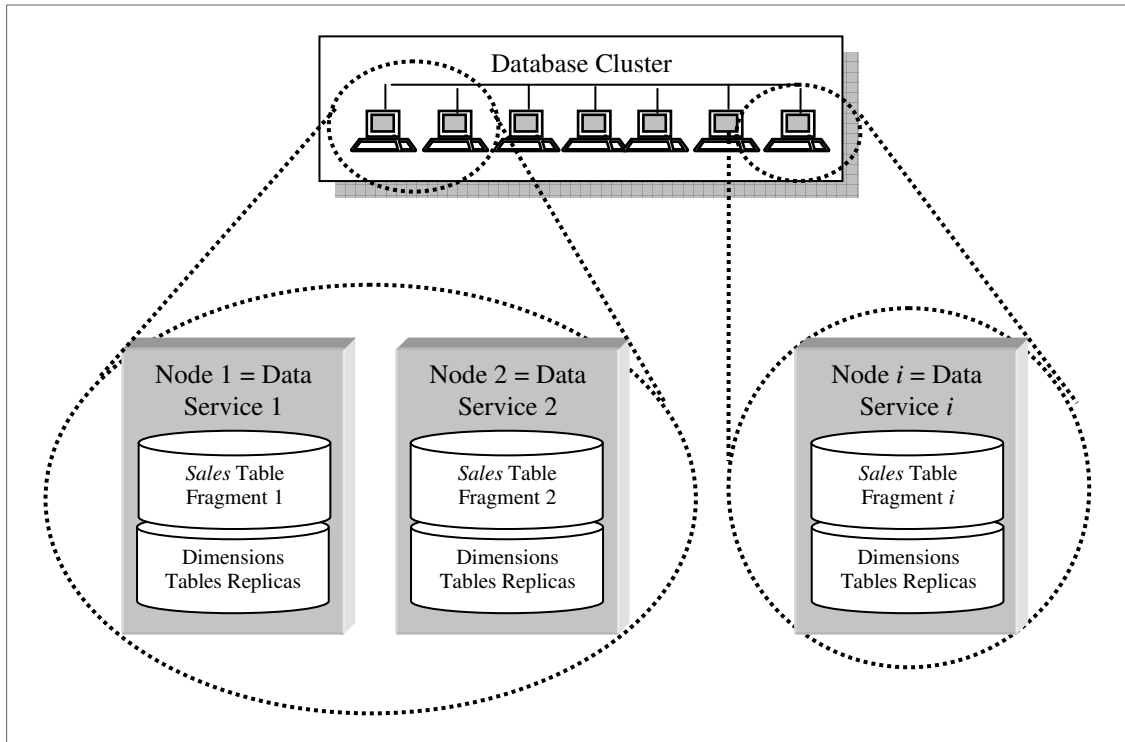 Database Cluster
Node 1 = Data
Service 1
Sales Table
Fragment 1
Dimensions
Tables Replicas
Node 2 = Data
Service 2
Sales Table
Fragment 2
Dimensions
Tables Replicas
Node i = Data
Service i
Sales Table
Fragment i
Dimensions
Tables Replicas